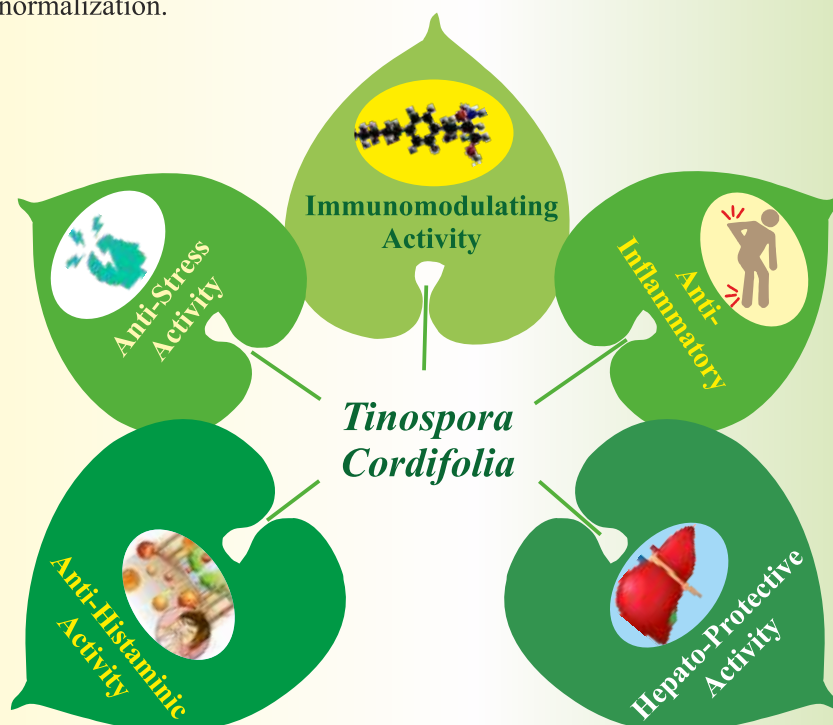 normalization.
Immunomodulating
Activity
Anti-Stress
Activity
Anti-
Inflammatory
Tinospora
Cordifolia
Anti-Histaminic
Activity
Hepato-Protective
Activity